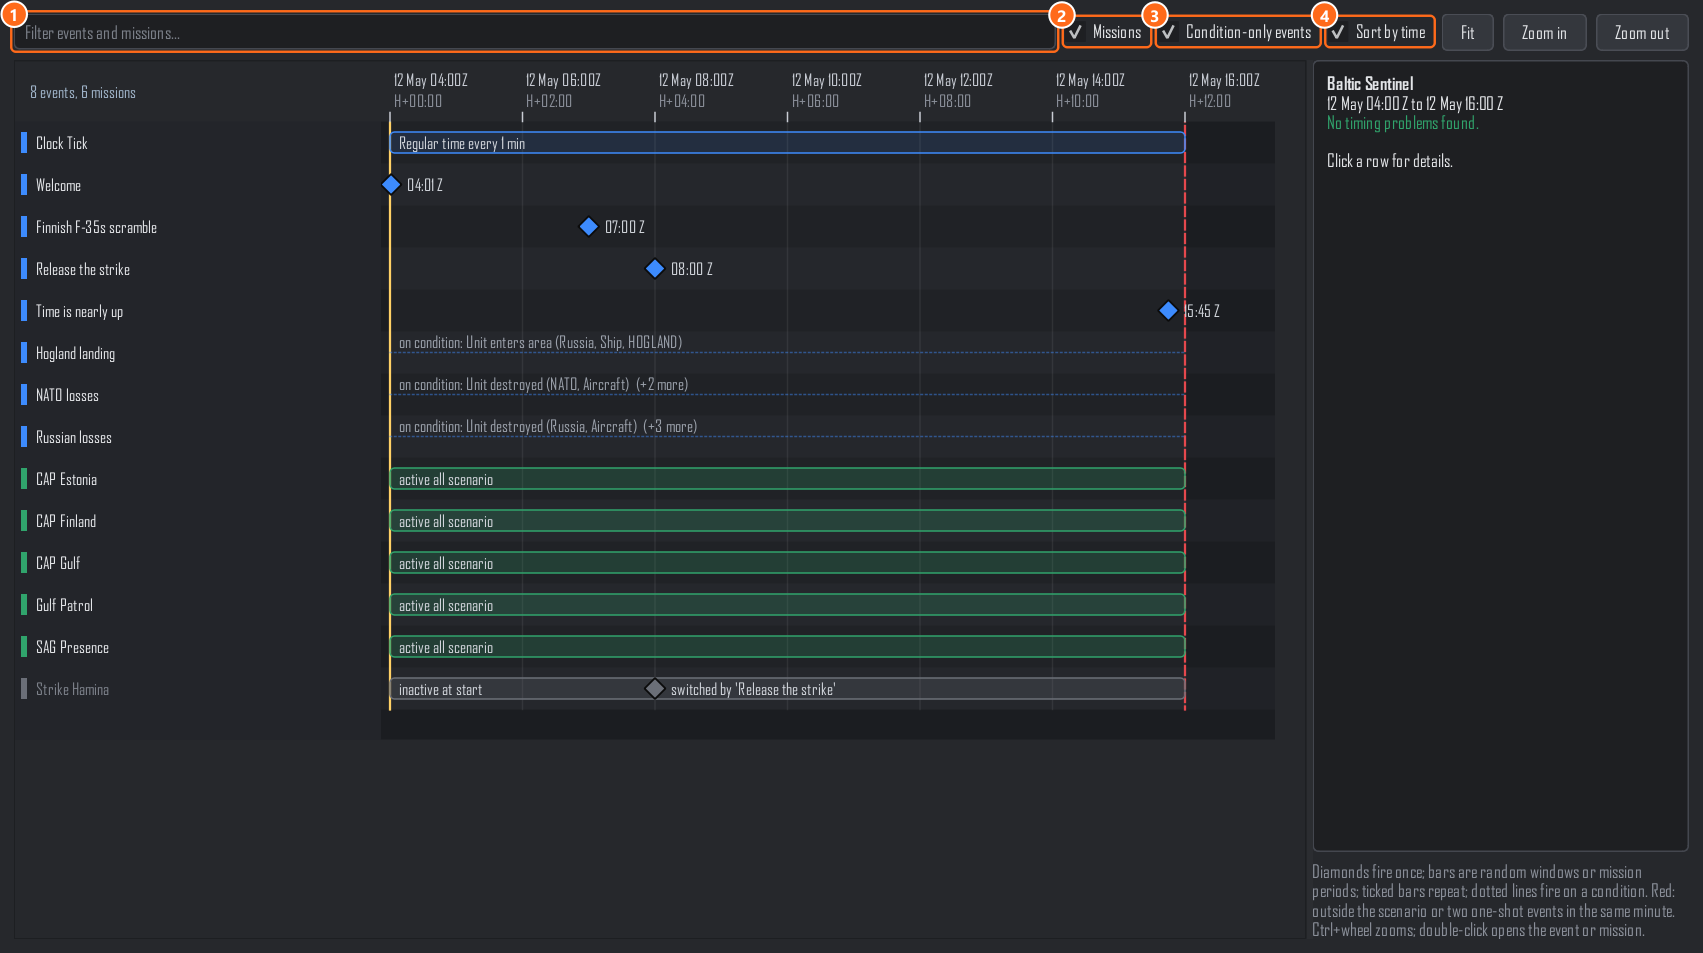 1
Filter events and missions...
2
Missions
3
Condition-only events
4
Sort by time
Fit
Zoom in
Zoom out
8 events, 6 missions
12 May 04:00Z
H+00:00
12 May 06:00Z
H+02:00
12 May 08:00Z
H+04:00
12 May 10:00Z
H+06:00
12 May 12:00Z
H+08:00
12 May 14:00Z
H+10:00
12 May 16:00Z
H+12:00
Clock Tick
Regular time every 1 min
Welcome
04:01 Z
Finnish F-35s scramble
07:00 Z
Release the strike
08:00 Z
Time is nearly up
15:45 Z
Hogland landing
on condition: Unit enters area (Russia, Ship, HOGLAND)
NATO losses
on condition: Unit destroyed (NATO, Aircraft) (+2 more)
Russian losses
on condition: Unit destroyed (Russia, Aircraft) (+3 more)
CAP Estonia
active all scenario
CAP Finland
active all scenario
CAP Gulf
active all scenario
Gulf Patrol
active all scenario
SAG Presence
active all scenario
Strike Hamina
inactive at start
switched by 'Release the strike'
Baltic Sentinel
12 May 04:00 Z to 12 May 16:00 Z
No timing problems found.
Click a row for details.
Diamonds fire once; bars are random windows or mission
periods; ticked bars repeat; dotted lines fire on a condition. Red:
outside the scenario or two one-shot events in the same minute.
Ctrl+wheel zooms; double-click opens the event or mission.